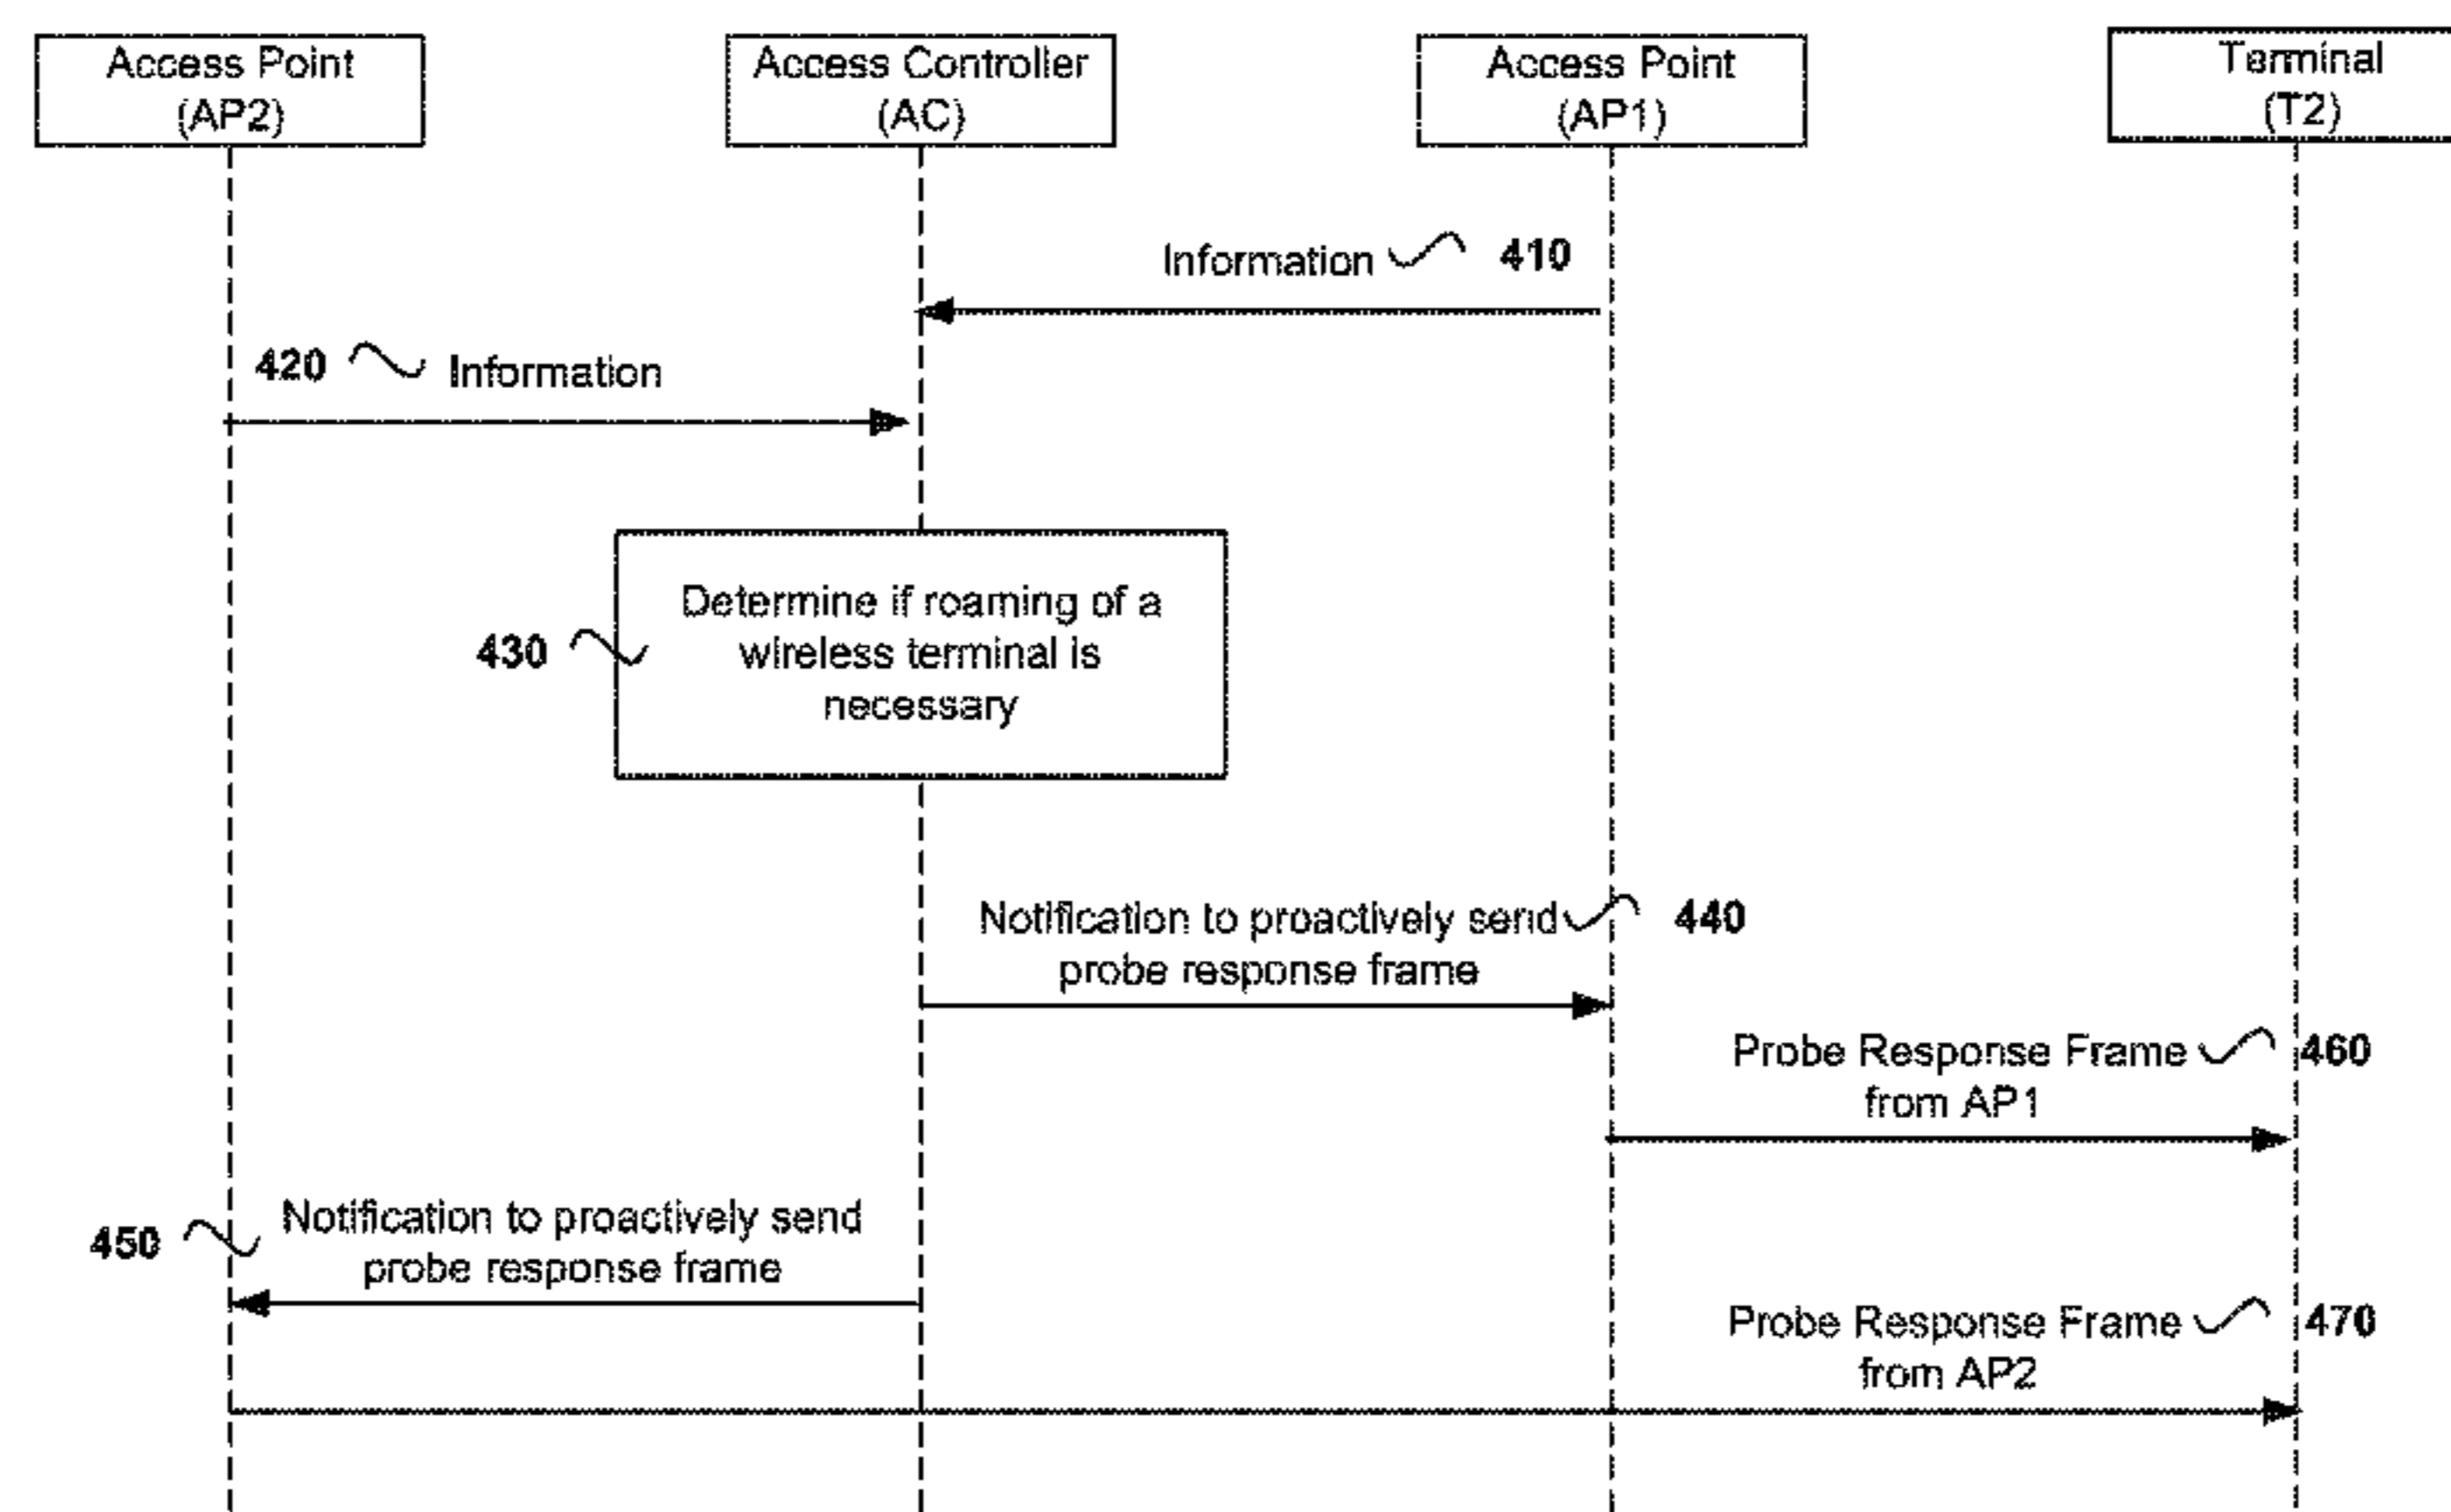 Access Point
(AP2)
Access Controller
(AC)
Access Point
(AP1)
Terminal
(T2)
Information 410
420 Information
430
Determine if roaming of a
wireless terminal is
necessary
Notification to proactively send 440
probe response frame
Probe Response Frame 460
from AP1
450
Notification to proactively send
probe response frame
Probe Response Frame 470
from AP2